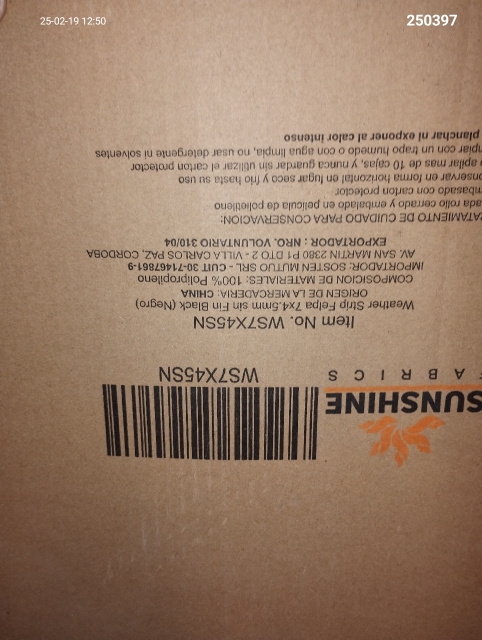 25-02-19 12:50
250397
SUNSHINE
FABRICS
WS7X45SN
Item No. WS7X45SN
Weather Strip Felpa 7x4.5mm sin Fin Black (Negro)
ORIGEN DE LA MERCADERIA: CHINA
COMPOSICION DE MATERIALES: 100% Polipropileno
IMPORTADOR: SOSTEN MUTUO SRL - CUIT 30-71467861-9
AV. SAN MARTIN 2380 P1 DTO 2 - VILLA CARLOS PAZ, CORDOBA
EXPORTADOR : NRO. VOLUNTARIO 310/04
ATAMIENTO DE CUIDADO PARA CONSERVACION:
ada rollo cerrado y embalado en pelicula de polietileno
mbasado con carton protector
onservar en forma horizontal en lugar seco y frio hasta su uso
o apilar mas de 10 cajas, y nunca guardar sin utilizar el carton protector
mpiar con un trapo humedo o con agua limpia, no usar detergente ni solventes
planchar ni exponer al calor intenso